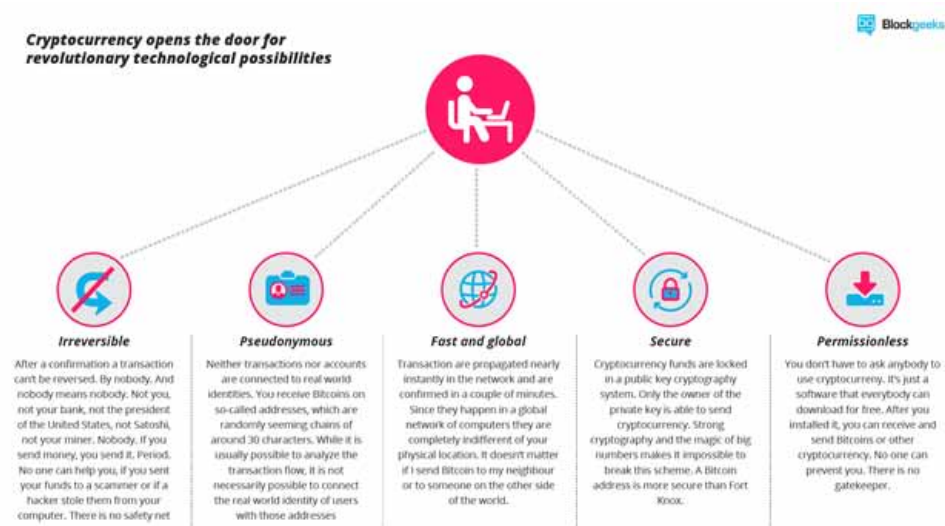 Cryptocurrency opens the door for
revolutionary technological possibilities
Blockgeeks
Irreversible
After a confirmation a transaction
can't be reversed. By nobody. And
nobody means nobody. Not you,
not your bank, not the president
of the United States, not Satoshi,
not your miner. Nobody. If you
send money, you send it. Period.
No one can help you, if you sent
your funds to a scammer or if a
hacker stole them from your
computer. There is no safety net
Pseudonymous
Neither transactions nor accounts
are connected to real world
identities. You receive Bitcoins on
so-called addresses, which are
randomly seeming chains of
around 30 characters. While it is
usually possible to analyze the
transaction flow, it is not
necessarily possible to connect
the real world identity of users
with those addresses
Fast and global
Transaction are propagated nearly
instantly in the network and are
confirmed in a couple of minutes.
Since they happen in a global
network of computers they are
completely indifferent of your
physical location. It doesn't matter
if I send Bitcoin to my neighbour
or to someone on the other side
of the world.
Secure
Cryptocurrency funds are locked
in a public key cryptography
system. Only the owner of the
private key is able to send
cryptocurrency. Strong
cryptography and the magic of big
numbers makes it impossible to
break this scheme. A Bitcoin
address is more secure than Fort
Knox.
Permissionless
You don't have to ask anybody to
use cryptocurrency. It's just a
software that everybody can
download for free. After you
installed it, you can receive and
send Bitcoins or other
cryptocurrency. No one can
prevent you. There is no
gatekeeper.